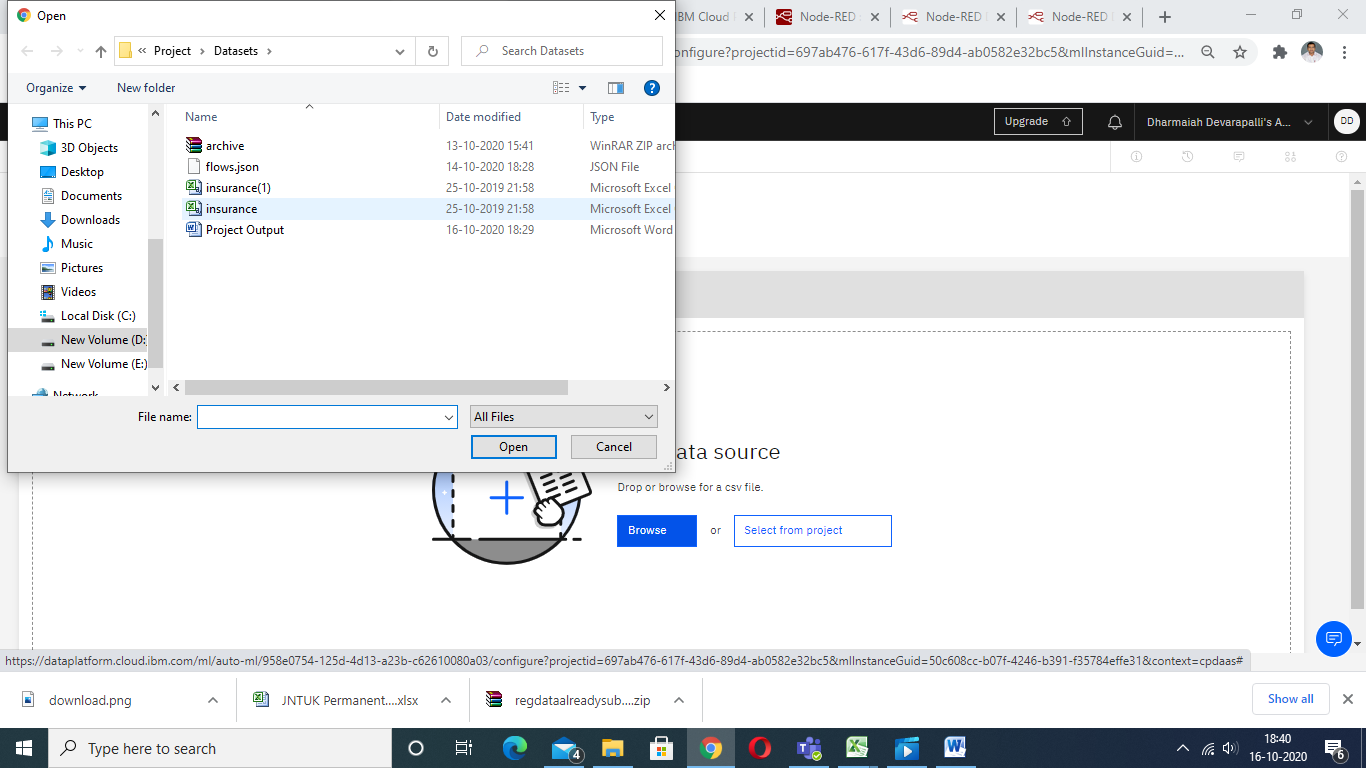 Open
IBM Cloud
Node-RED
Node-RED
Node-RED
Project
Datasets
Search Datasets
onfigure?projectid=697ab476-617f-43d6-89d4-ab0582e32bc5&mlInstanceGuid=...
Organize
New folder
Upgrade
Dharmaiah Devarapalli's A...
DD
This PC
3D Objects
Desktop
Documents
Downloads
Music
Pictures
Videos
Local Disk (C:)
New Volume (D:
New Volume (E:)
Network
Name Date modified Type
archive 13-10-2020 15:41 WinRAR ZIP arch
flows.json 14-10-2020 18:28 JSON File
insurance(1) 25-10-2019 21:58 Microsoft Excel
insurance 25-10-2019 21:58 Microsoft Excel
Project Output 16-10-2020 18:29 Microsoft Word
File name:
All Files
Open
Cancel
ata source
Drop or browse for a csv file.
Browse or Select from project
https://dataplatform.cloud.ibm.com/ml/auto-ml/958e0754-125d-4d13-a23b-c62610080a03/configure?projectid=697ab476-617f-43d6-89d4-ab0582e32bc5&mlInstanceGuid=50c608cc-b07f-4246-b391-f35784effe31&context=cpdaas#
download.png
JNTUK Permanent....xlsx
regdataalreadysub....zip
Show all
Type here to search
4
18:40
16-10-2020
6